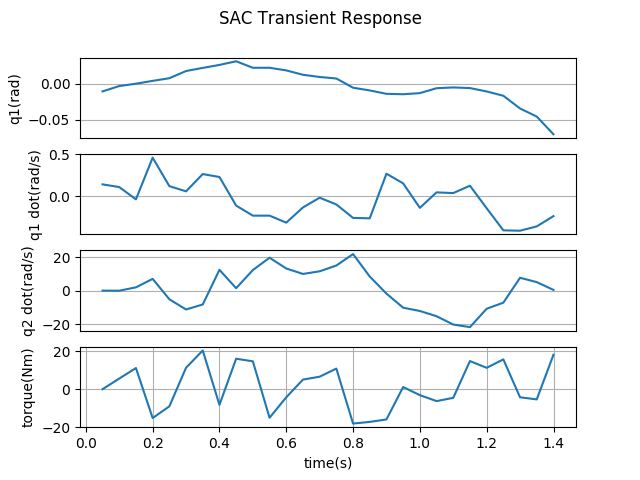 SAC Transient Response
q1(rad)
0.00
−0.05
q1 dot(rad/s)
0.5
0.0
q2 dot(rad/s)
20
0
−20
torque(Nm)
20
0
−20
0.0 0.2 0.4 0.6 0.8 1.0 1.2 1.4
time(s)